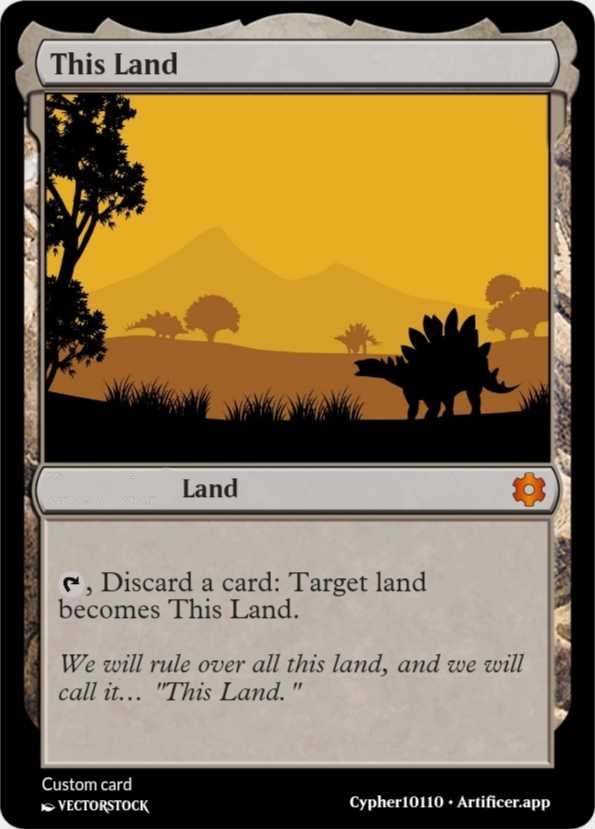 This Land
Land
, Discard a card: Target land
becomes This Land.
We will rule over all this land, and we will
call it... "This Land."
Custom card
VECTORSTOCK
Cypher10110 • Artificer.app